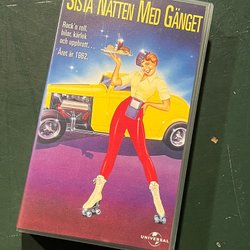 SISTA NATTEN MED GÄNGET
Rock'n roll,
bilar, kärlek
och uppbrott...
Året är 1962.
UNIVERSAL